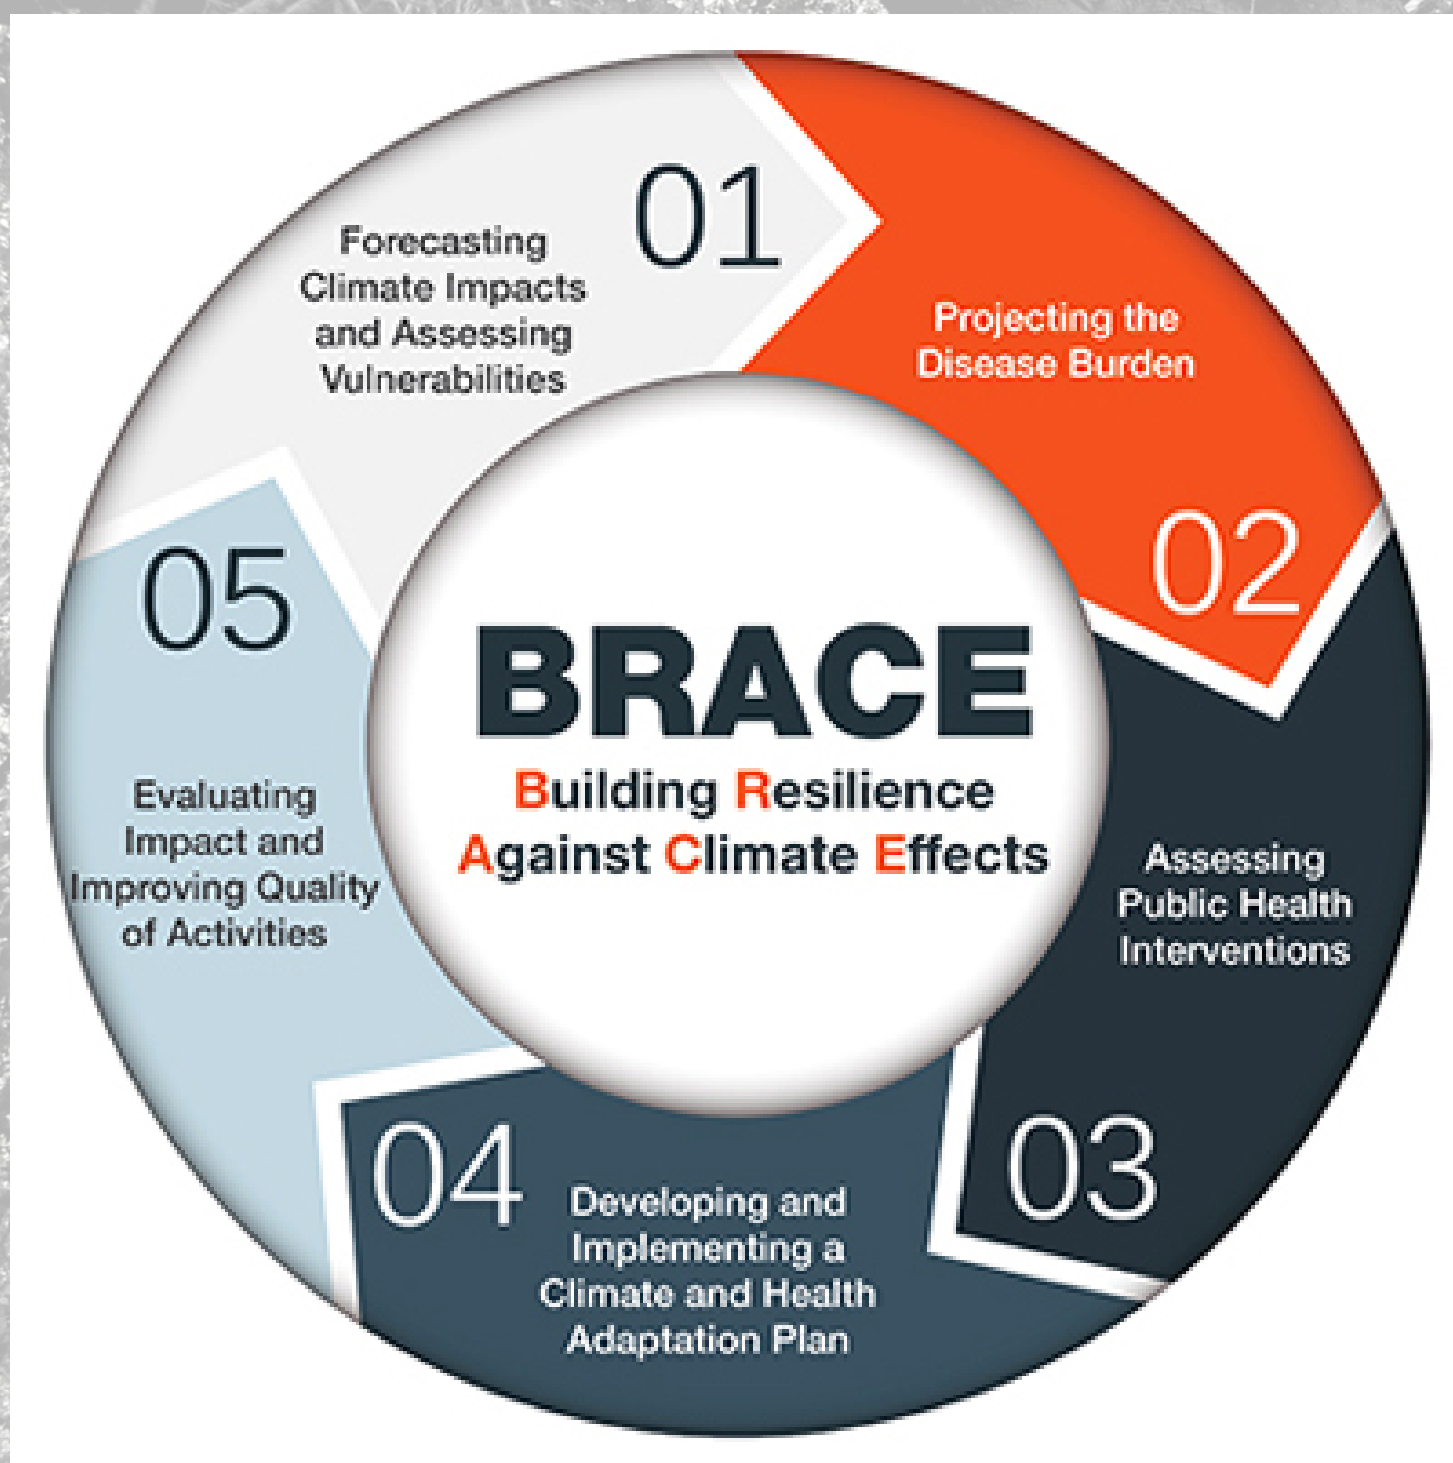 01
Forecasting
Climate Impacts
and Assessing
Vulnerabilities
Projecting the
Disease Burden
02
Assessing
Public Health
Interventions
03
04
Developing and
Implementing a
Climate and Health
Adaptation Plan
05
Evaluating
Impact and
Improving Quality
of Activities
BRACE
Building Resilience
Against Climate Effects